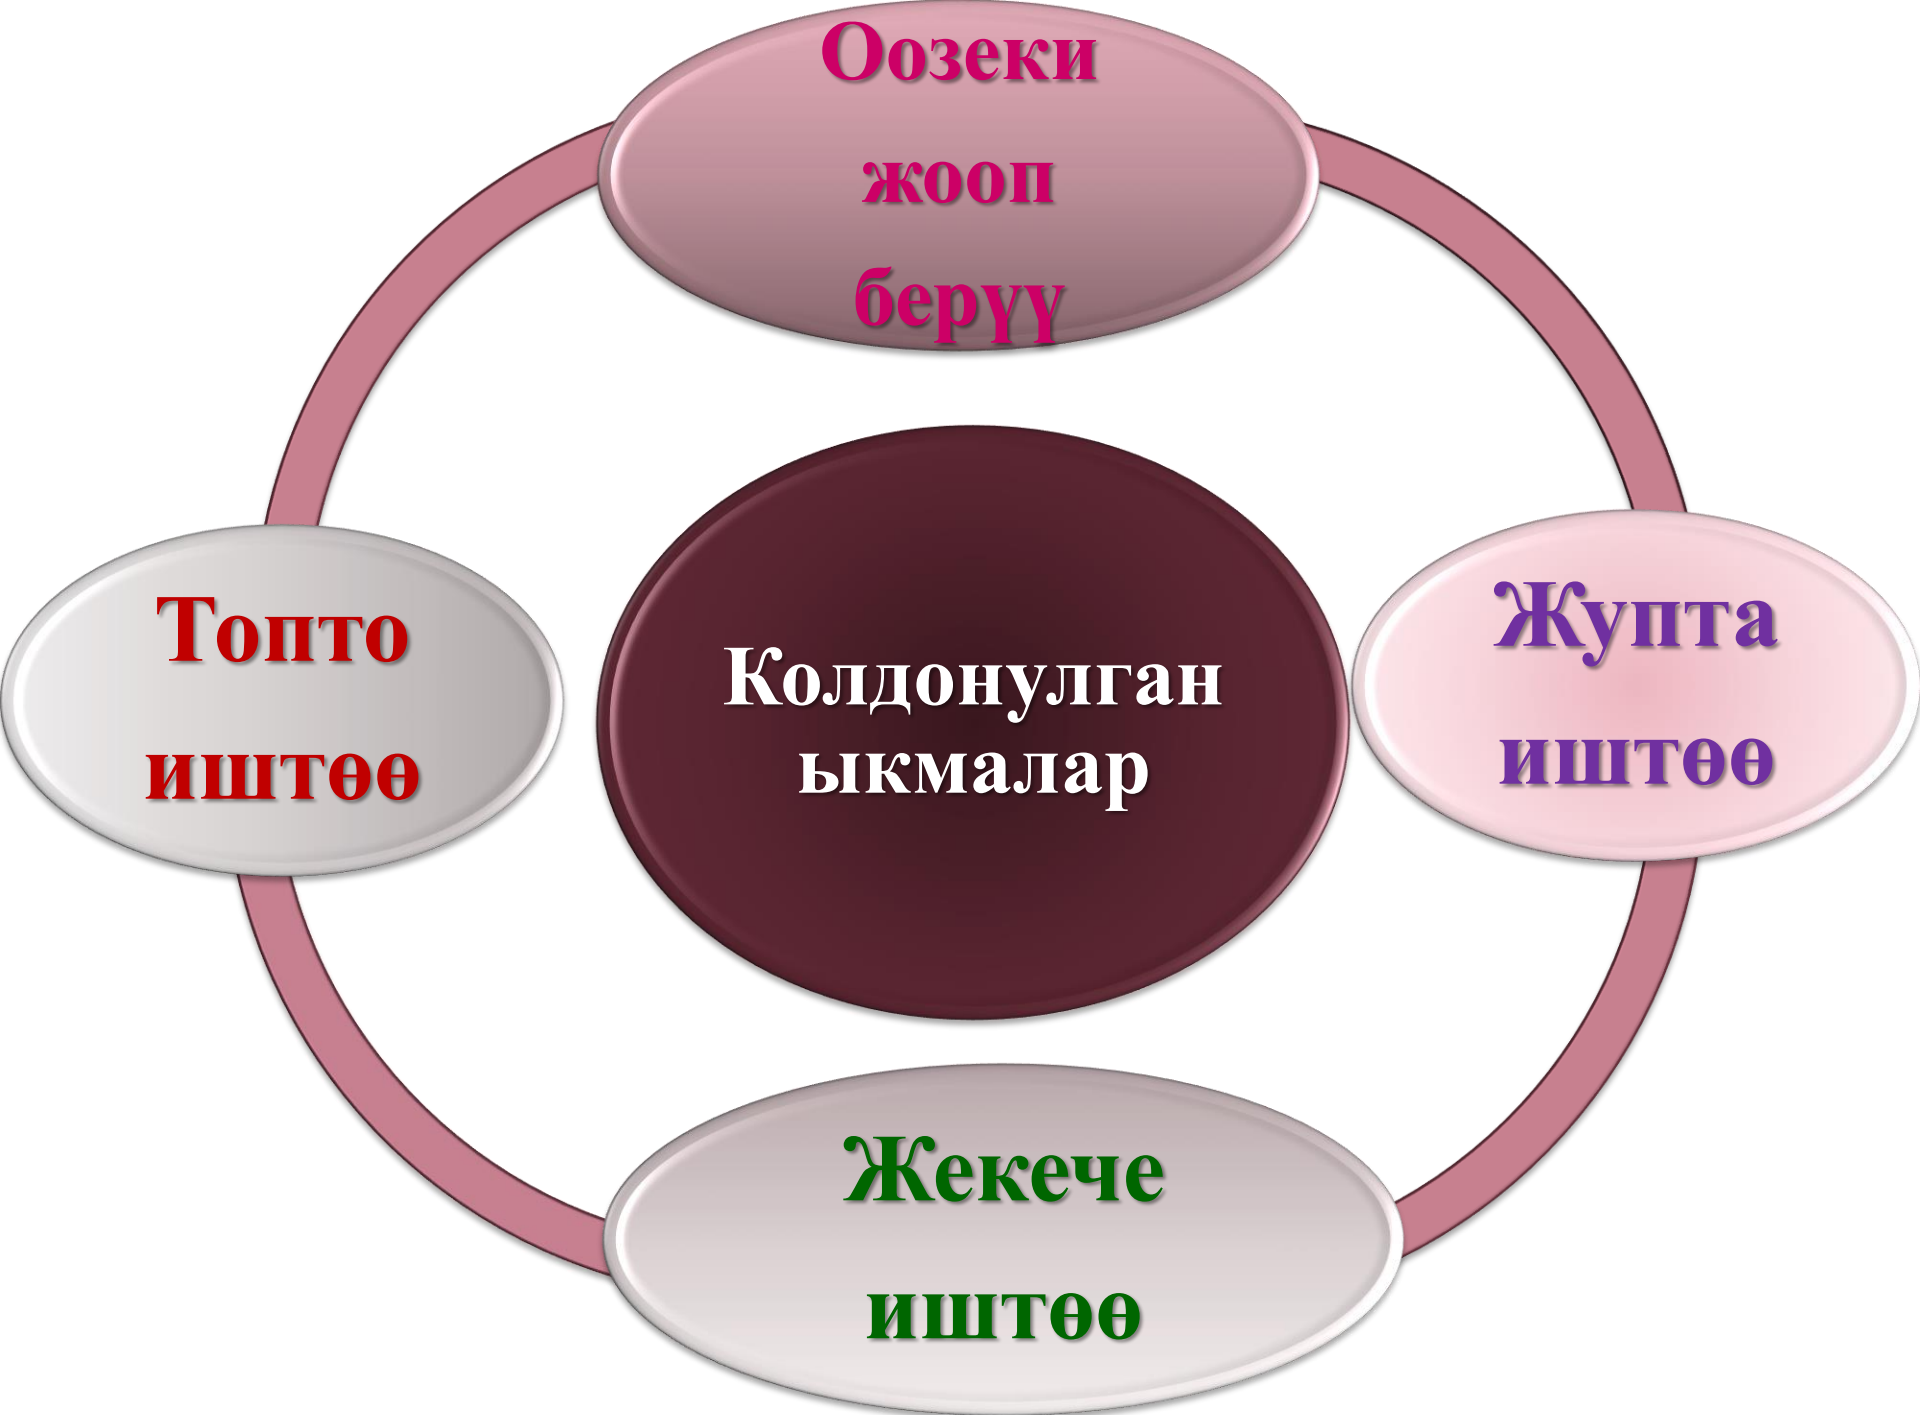 Оозеки
жооп
берүү
Топто
иштөө
Колдонулган
ыкмалар
Жупта
иштөө
Жекече
иштөө